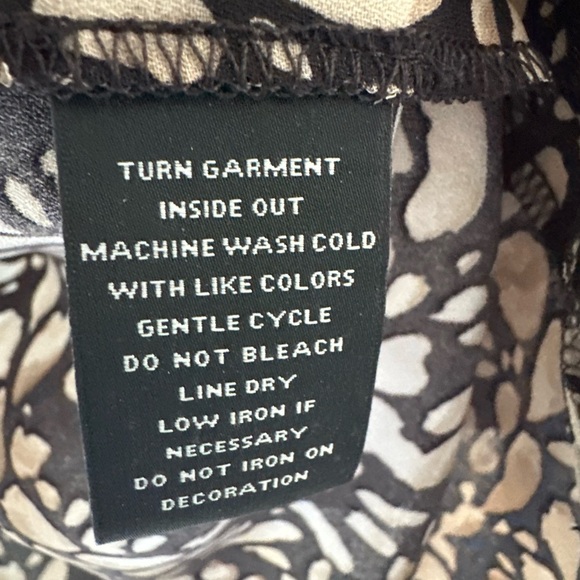 TURN GARMENT
INSIDE OUT
MACHINE WASH COLD
WITH LIKE COLORS
GENTLE CYCLE
DO NOT BLEACH
LINE DRY
LOW IRON IF
NECESSARY
DO NOT IRON ON
DECORATION